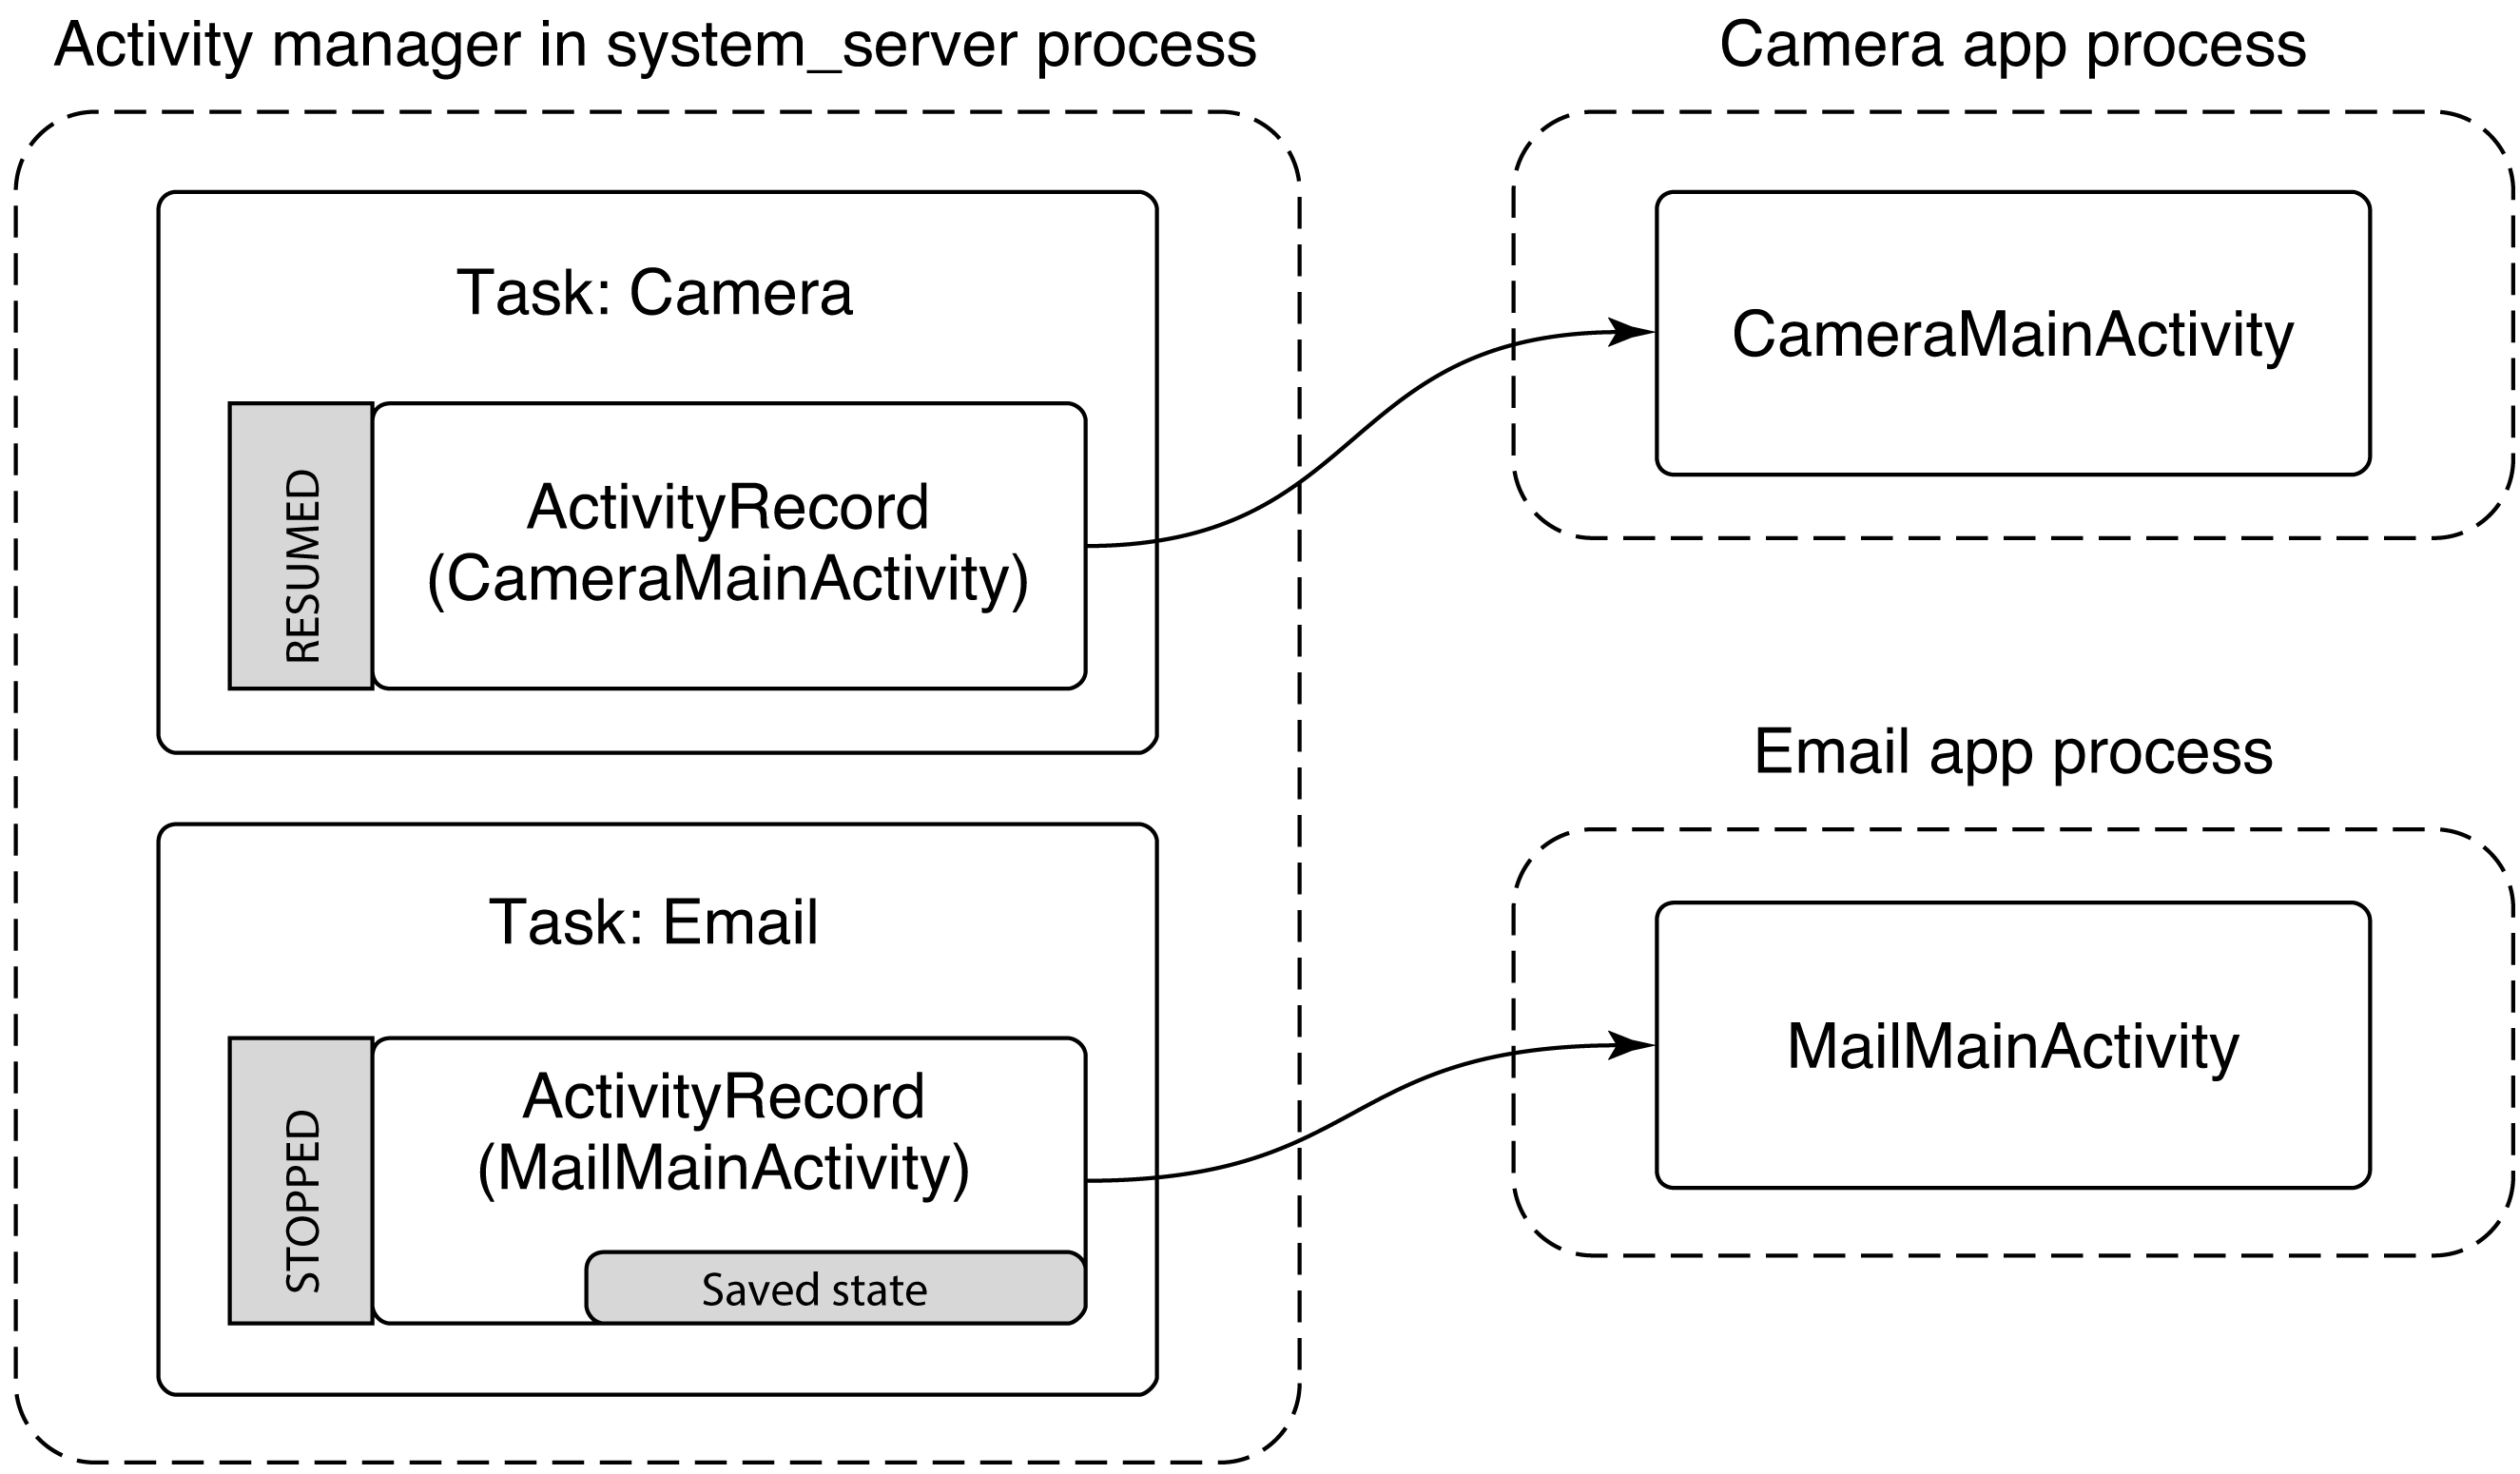 Activity manager in system_server process
Camera app process
Task: Camera
RESUMED
ActivityRecord
(CameraMainActivity)
CameraMainActivity
Email app process
Task: Email
STOPPED
ActivityRecord
(MailMainActivity)
Saved state
MailMainActivity